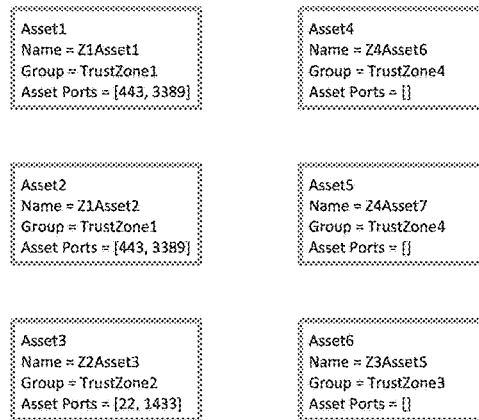 Asset1
Name = Z1Asset1
Group = TrustZone1
Asset Ports = [443, 3389]
Asset4
Name = Z4Asset6
Group = TrustZone4
Asset Ports = []
Asset2
Name = Z1Asset2
Group = TrustZone1
Asset Ports = [443, 3389]
Asset5
Name = Z4Asset7
Group = TrustZone4
Asset Ports = []
Asset3
Name = Z2Asset3
Group = TrustZone2
Asset Ports = [22, 1433]
Asset6
Name = Z3Asset5
Group = TrustZone3
Asset Ports = []